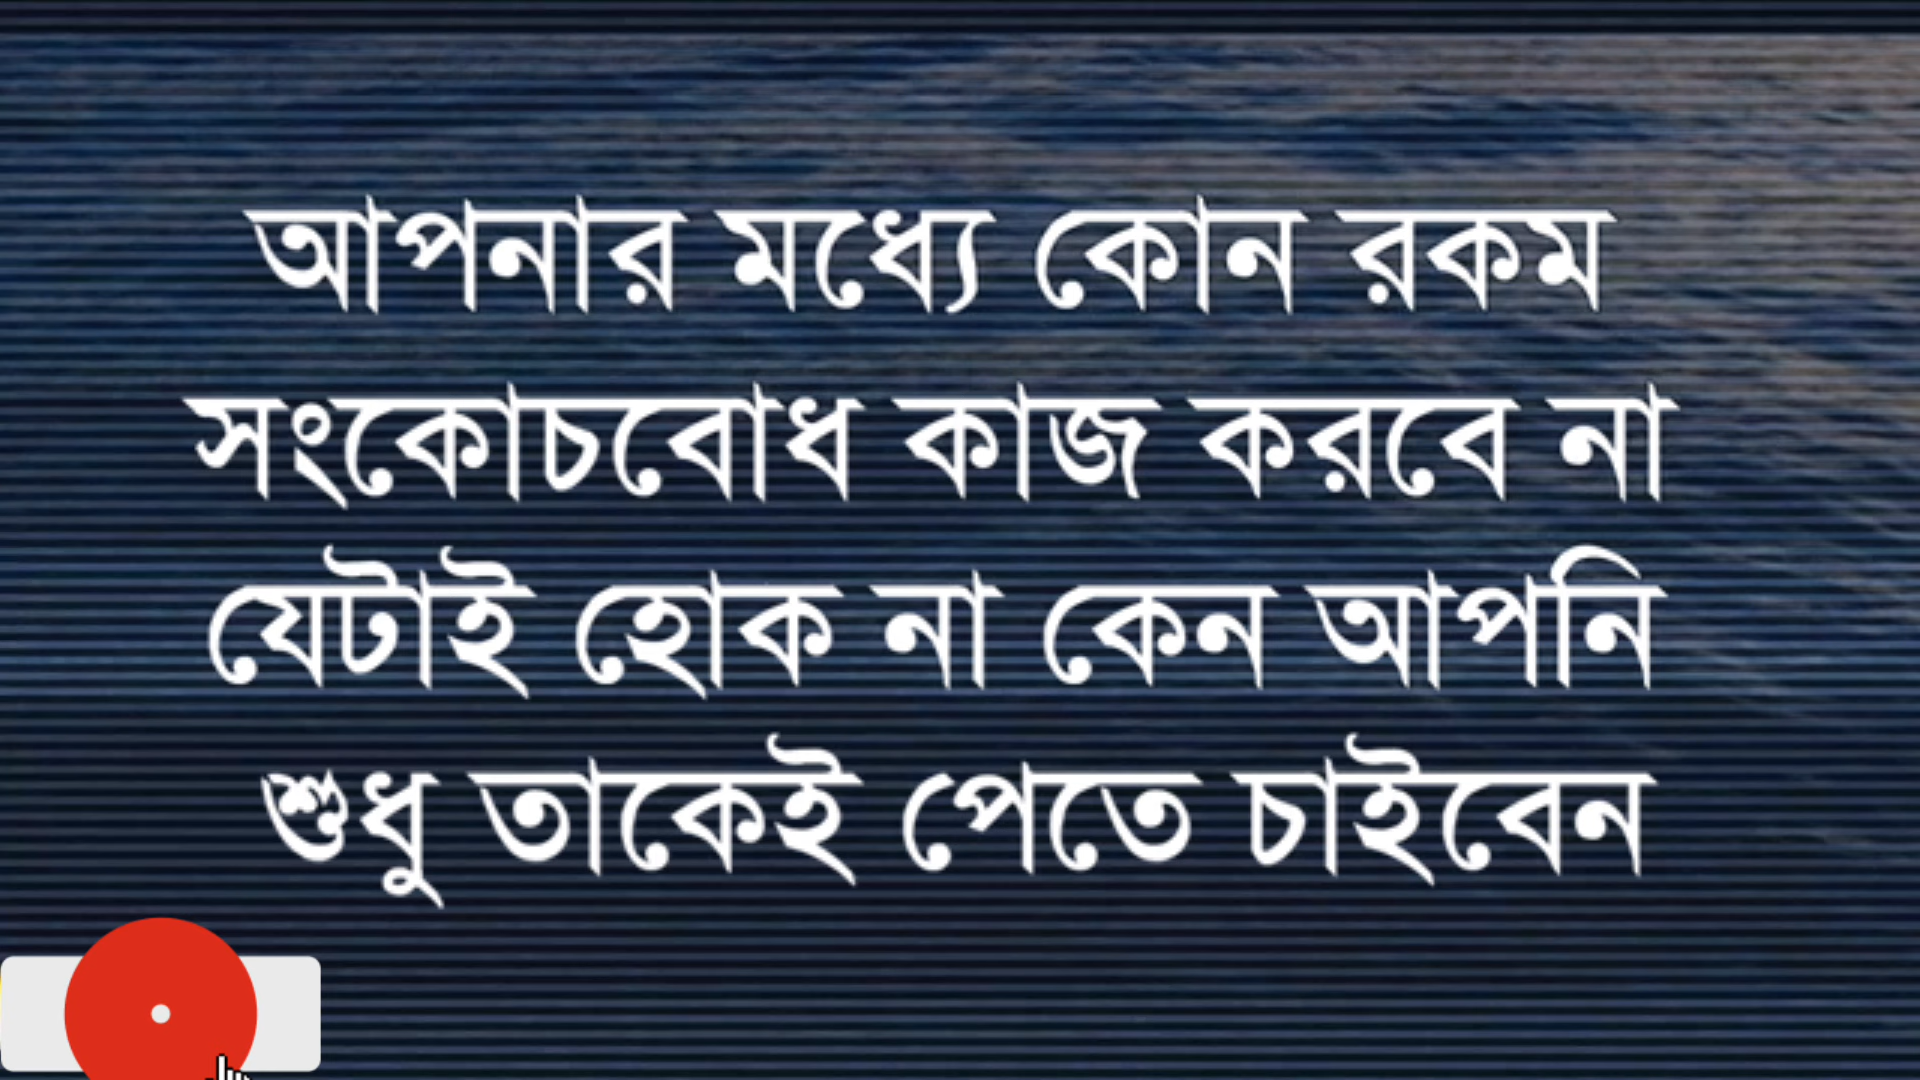 আপনার মধ্যে কোন রকম
সংকোচবোধ কাজ করবে না
যেটাই হোক না কেন আপনি
শুধু তাকেই পেতে চাইবেন